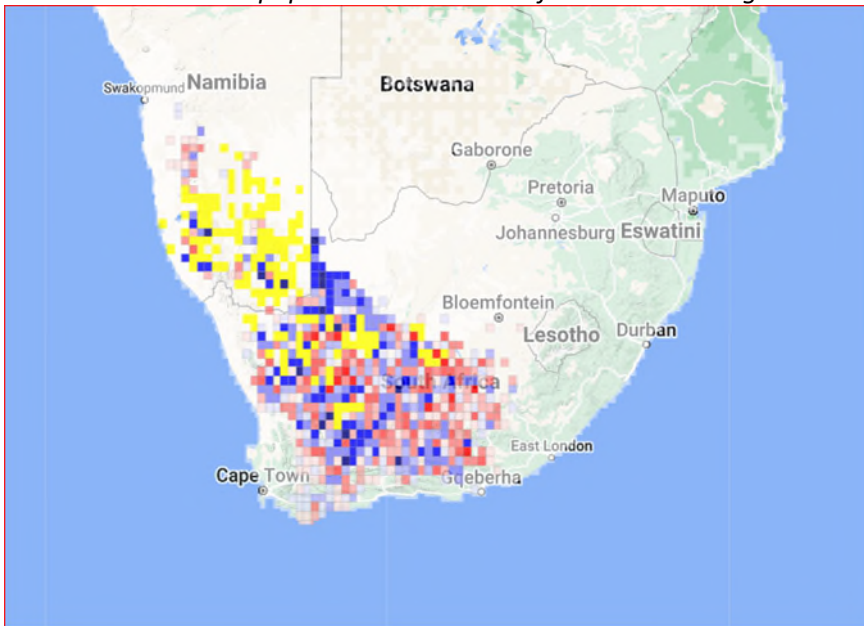 Swakopmund
Namibia
Botswana
Gaborone
Pretoria
Maputo
Johannesburg
Eswatini
Bloemfontein
Lesotho
Durban
South Africa
East London
Cape Town
Gqeberha